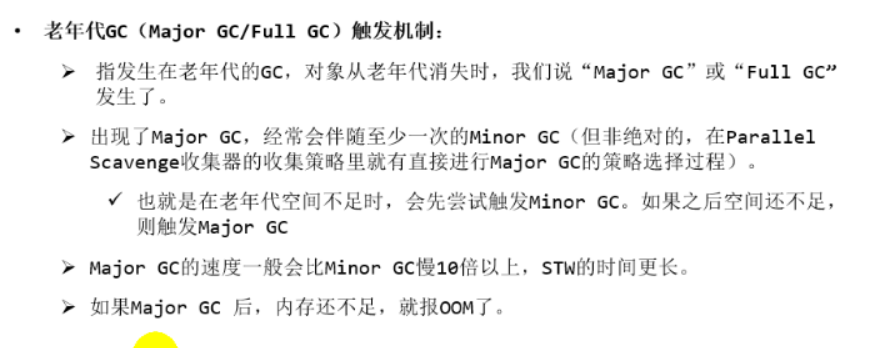 • 老年代GC（Major GC/Full GC）触发机制：
➢ 指发生在老年代的GC，对象从老年代消失时，我们说“Major GC”或“Full GC”
发生了。
➢ 出现了Major GC，经常会伴随至少一次的Minor GC（但非绝对的，在Parallel
Scavenge收集器的收集策略里就有直接进行Major GC的策略选择过程）。
✓ 也就是在老年代空间不足时，会先尝试触发Minor GC。如果之后空间还不足，
则触发Major GC
➢ Major GC的速度一般会比Minor GC慢10倍以上，STW的时间更长。
➢ 如果Major GC 后，内存还不足，就报OOM了。